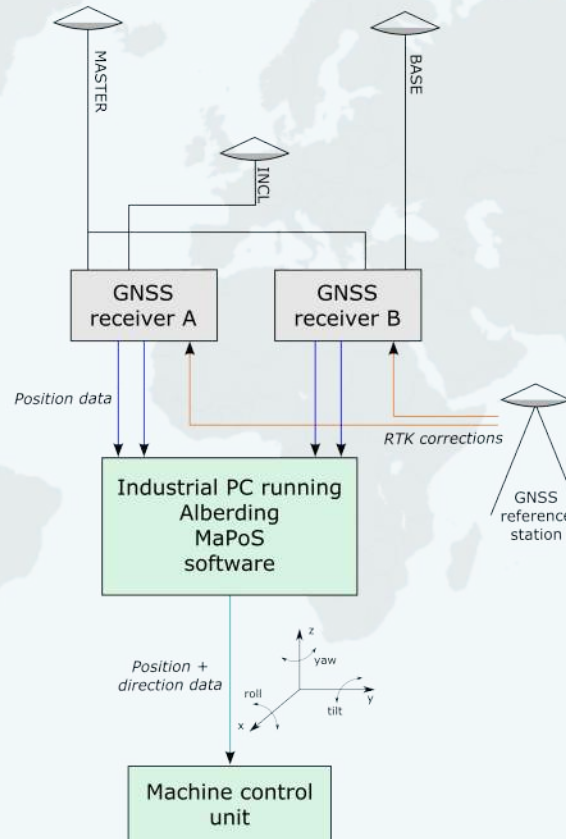 MASTER
BASE
INCL
GNSS
receiver A
GNSS
receiver B
Position data
RTK corrections
GNSS
reference
station
Industrial PC running
Alberding
MaPoS
software
Position +
direction data
z
yaw
roll
tilt
y
x
Machine control
unit